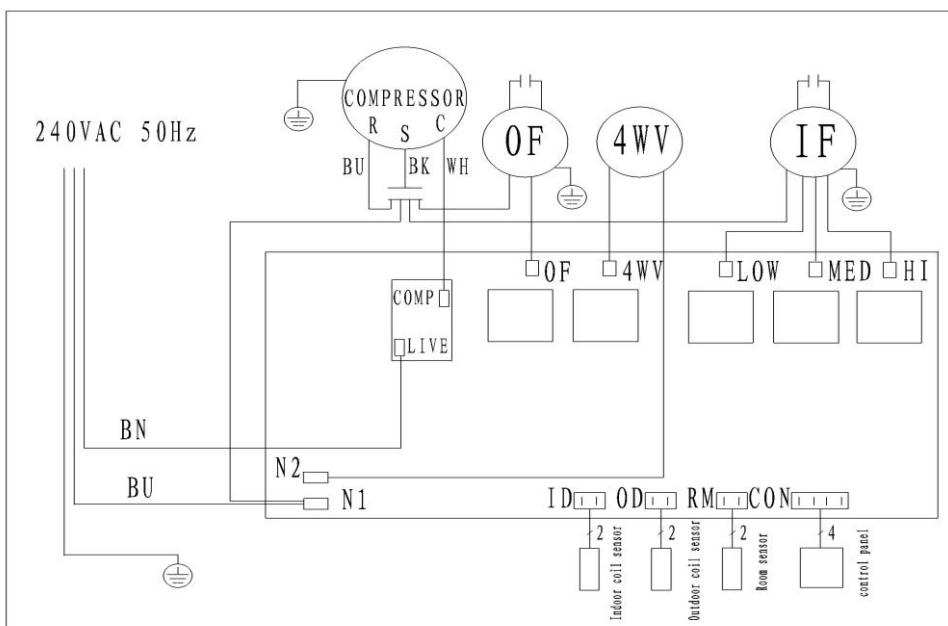 240VAC 50Hz
COMPRESSOR
R S C
BU BK WH
OF
4WV
IF
COMP
LIVE
OF
4WV
LOW
MED
HI
BN
BU
N2
N1
ID
OD
RM
CON
2
2
2
4
Indoor coil sensor
Outdoor coil sensor
Room sensor
control panel